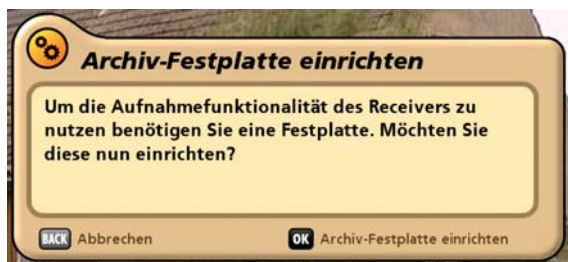 Archiv-Festplatte einrichten
Um die Aufnahmefunktionalität des Receivers zu
nutzen benötigen Sie eine Festplatte. Möchten Sie
diese nun einrichten?
BACK Abbrechen OK Archiv-Festplatte einrichten